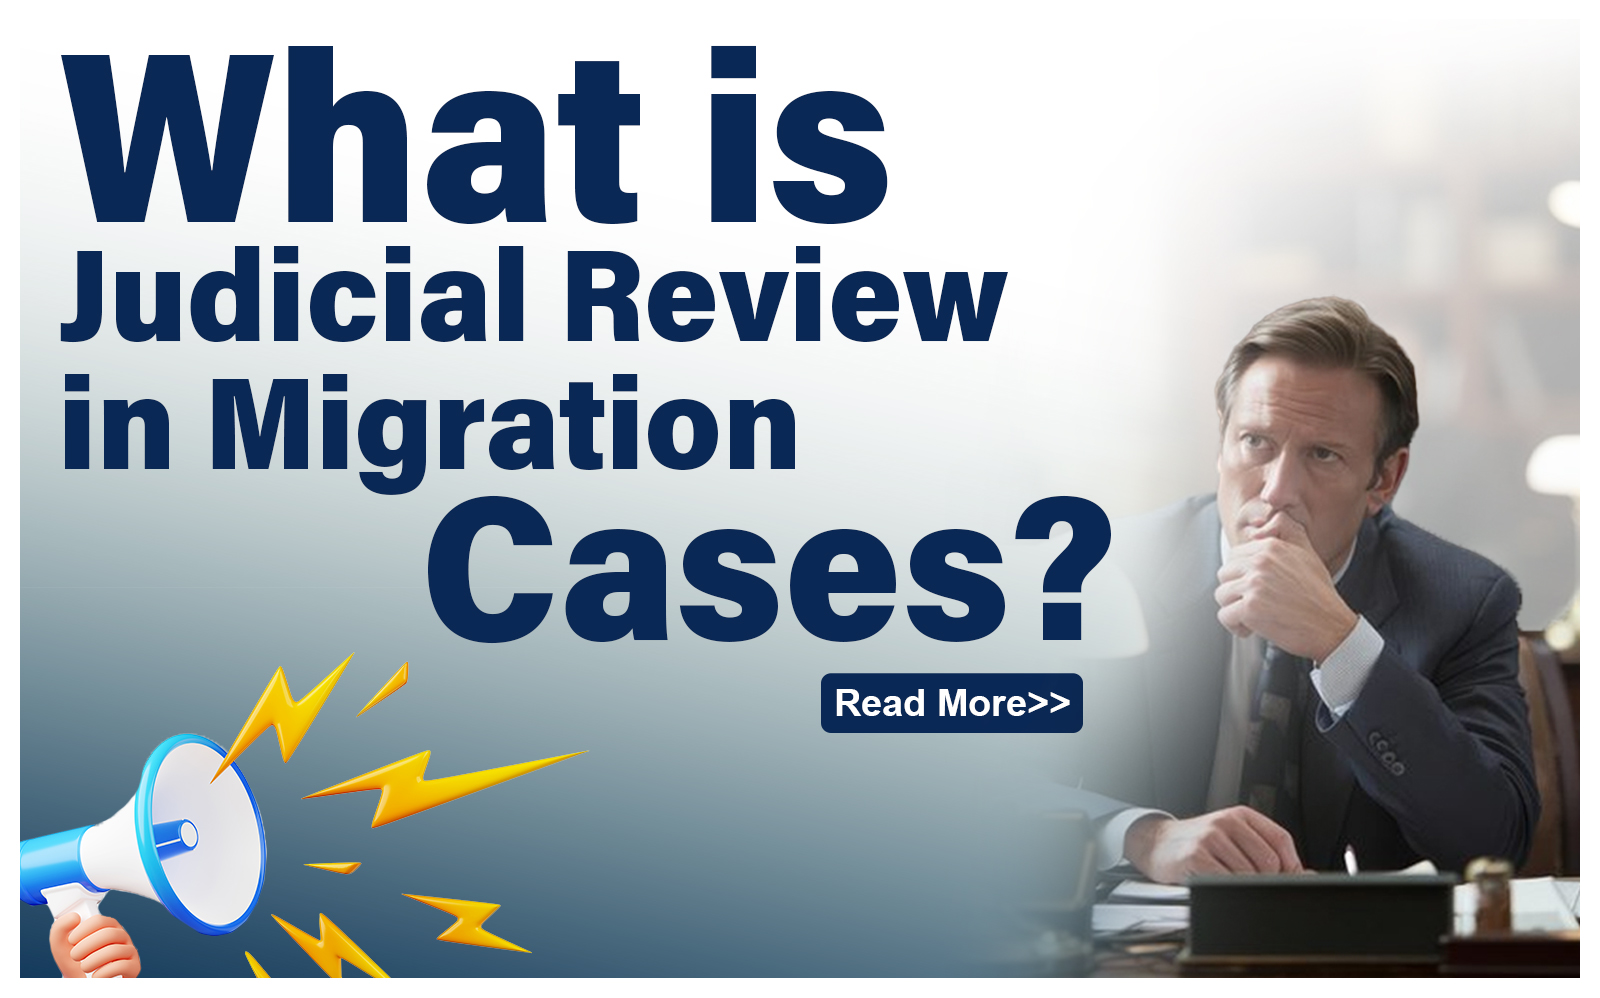 What is
Judicial Review
in Migration
Cases?
Read More>>